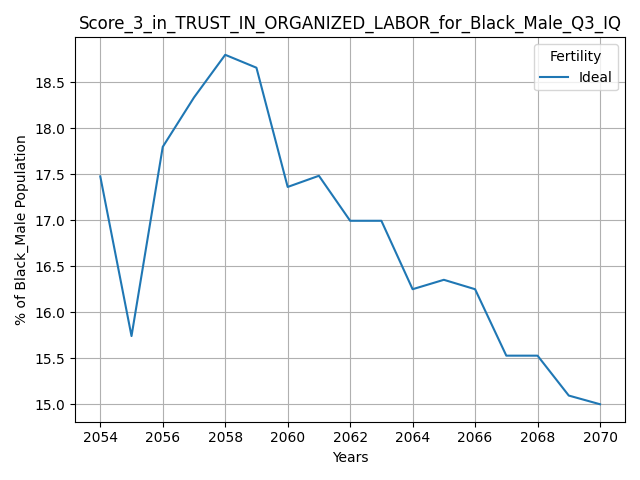 Score_3_in_TRUST_IN_ORGANIZED_LABOR_for_Black_Male_Q3_IQ
Fertility
Ideal
% of Black_Male Population
18.5
18.0
17.5
17.0
16.5
16.0
15.5
15.0
2054 2056 2058 2060 2062 2064 2066 2068 2070
Years